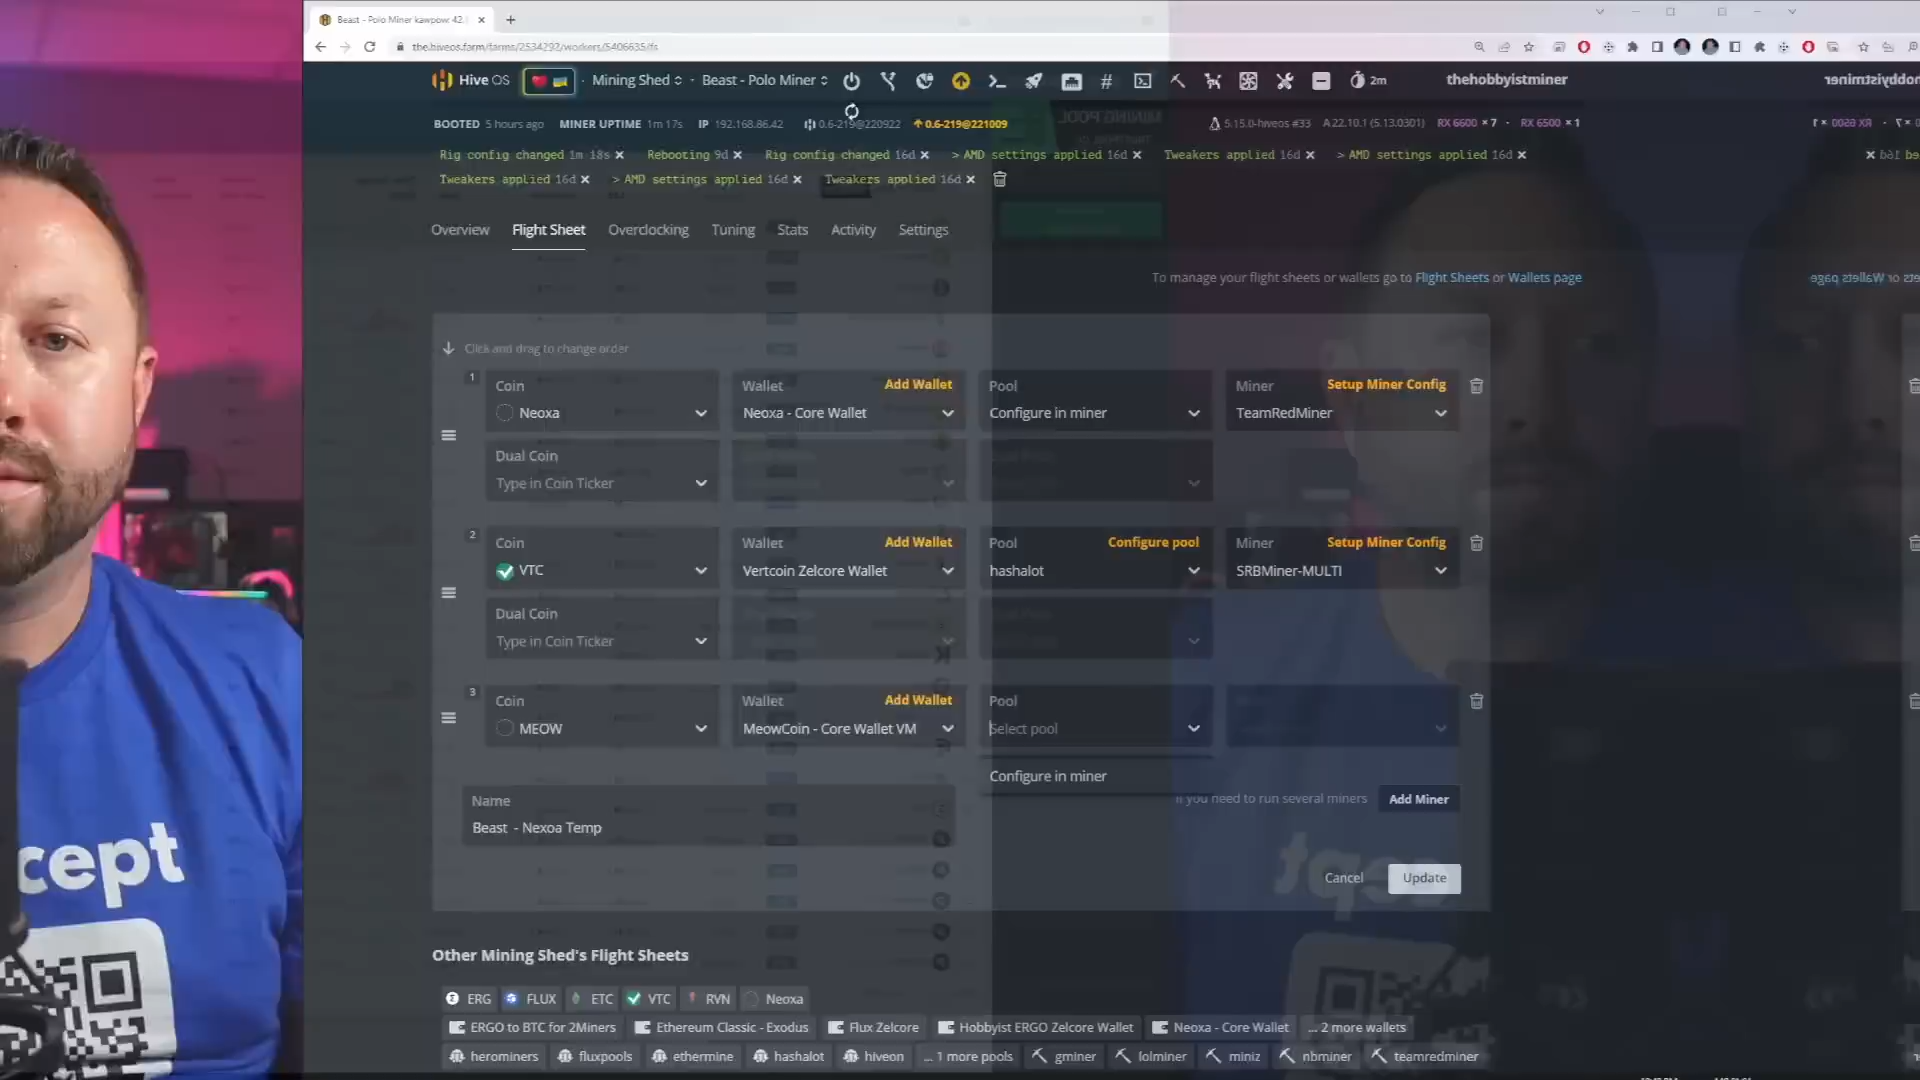 Beast - Polo Miner kawpow: 42.
the.hiveos.farm/farms/2534292/workers/5406635/fs
Hive OS Mining Shed - Beast - Polo Miner # 2m thehobbyistminer
BOOTED 5 hours ago MINER UPTIME 1m 17s IP 192.168.86.42 0.6-219@220922 0.6-219@221009 5.15.0-hiveos #33 A 22.10.1 (5.13.0301) RX 6600 × 7 · RX 6500 × 1
Rig config changed 1m 18s Rebooting 9d Rig config changed 16d > AMD settings applied 16d Tweakers applied 16d > AMD settings applied 16d
Tweakers applied 16d > AMD settings applied 16d Tweakers applied 16d
MINING POOL
Overview Flight Sheet Overclocking Tuning Stats Activity Settings
To manage your flight sheets or wallets go to Flight Sheets or Wallets page
Click and drag to change order
1 Coin Wallet Add Wallet Pool Miner Setup Miner Config
Neoxa Neoxa - Core Wallet Configure in miner TeamRedMiner
Dual Coin
Type in Coin Ticker
2 Coin Wallet Add Wallet Pool Configure pool Miner Setup Miner Config
VTC Vertcoin Zelcore Wallet hashalot SRBMiner-MULTI
Dual Coin
Type in Coin Ticker
3 Coin Wallet Add Wallet Pool
MEOW MeowCoin - Core Wallet VM Select pool
Configure in miner
Name If you need to run several miners Add Miner
Beast - Nexoa Temp
cept
Cancel Update
Other Mining Shed's Flight Sheets
ERG FLUX ETC VTC RVN Neoxa
ERGO to BTC for 2Miners Ethereum Classic - Exodus Flux Zelcore Hobbyist ERGO Zelcore Wallet Neoxa - Core Wallet ... 2 more wallets
herominers fluxpools ethermine hashalot hiveon ... 1 more pools gminer lolminer miniz nbminer teamredminer